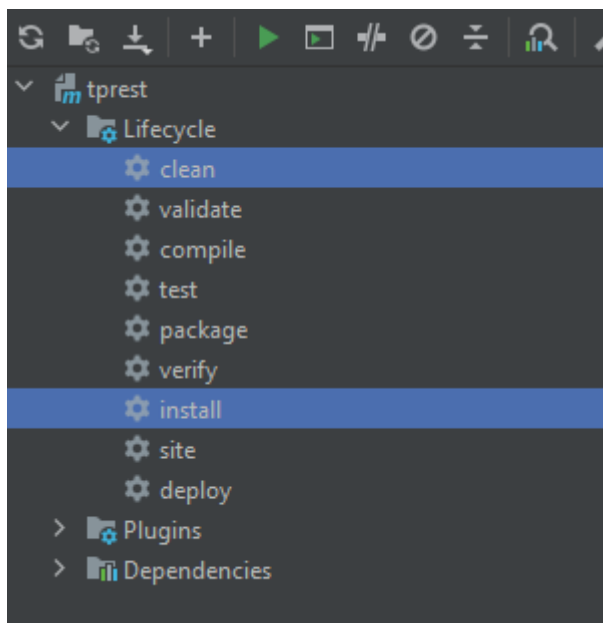 tprest
Lifecycle
clean
validate
compile
test
package
verify
install
site
deploy
Plugins
Dependencies